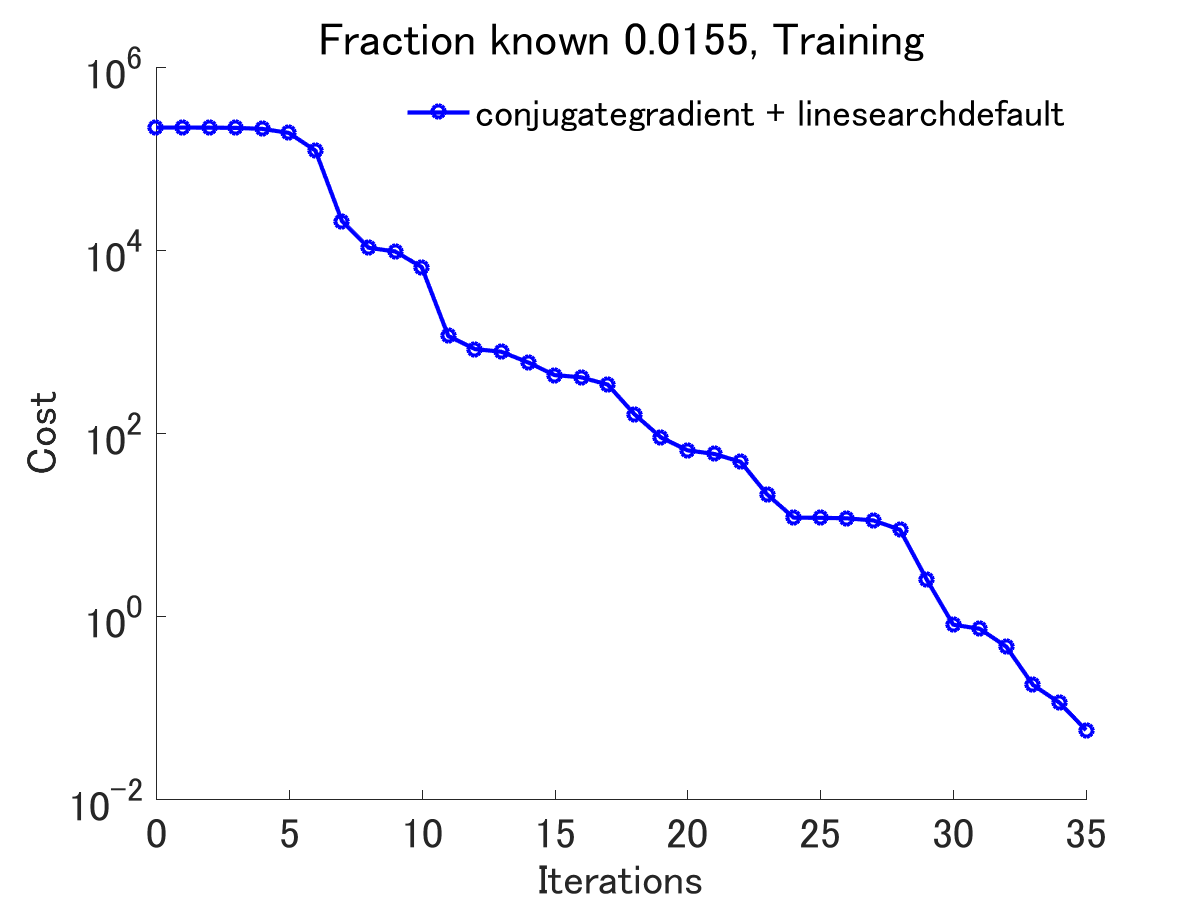 Fraction known 0.0155, Training
conjugategradient + linesearchdefault
10^6
10^4
10^2
10^0
10^-2
Cost
0 5 10 15 20 25 30 35
Iterations